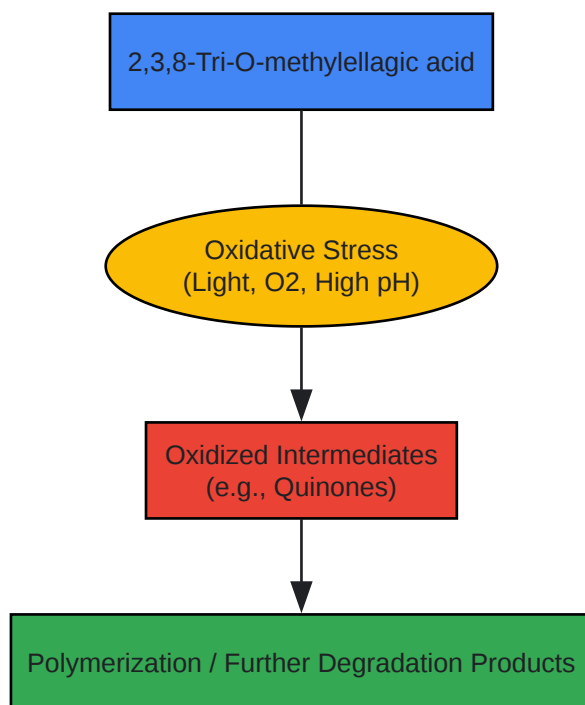 2,3,8-Tri-O-methylellagic acid
Oxidative Stress
(Light, O2, High pH)
Oxidized Intermediates
(e.g., Quinones)
Polymerization / Further Degradation Products